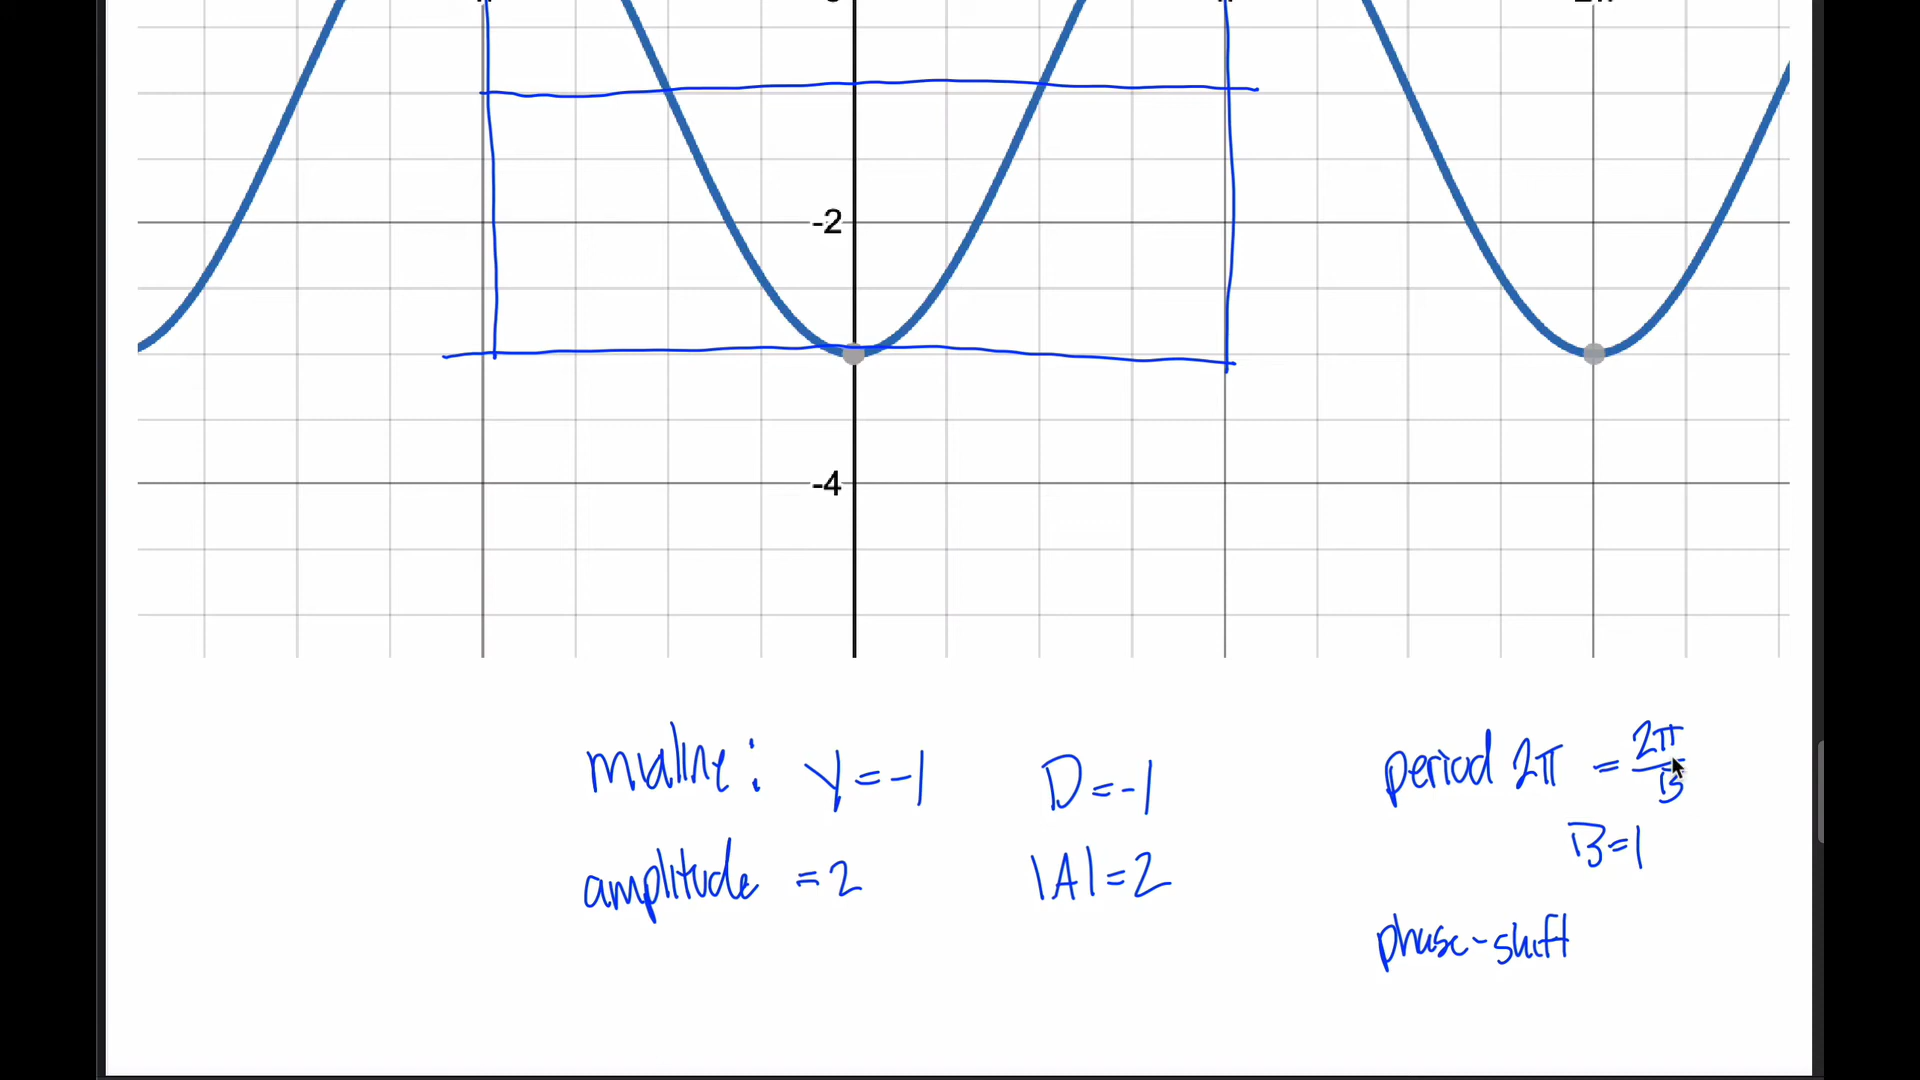 -2
-4
midline: y = -1 D = -1 period 2π = 2π/B
B=1
amplitude = 2 |A| = 2
phase-shift